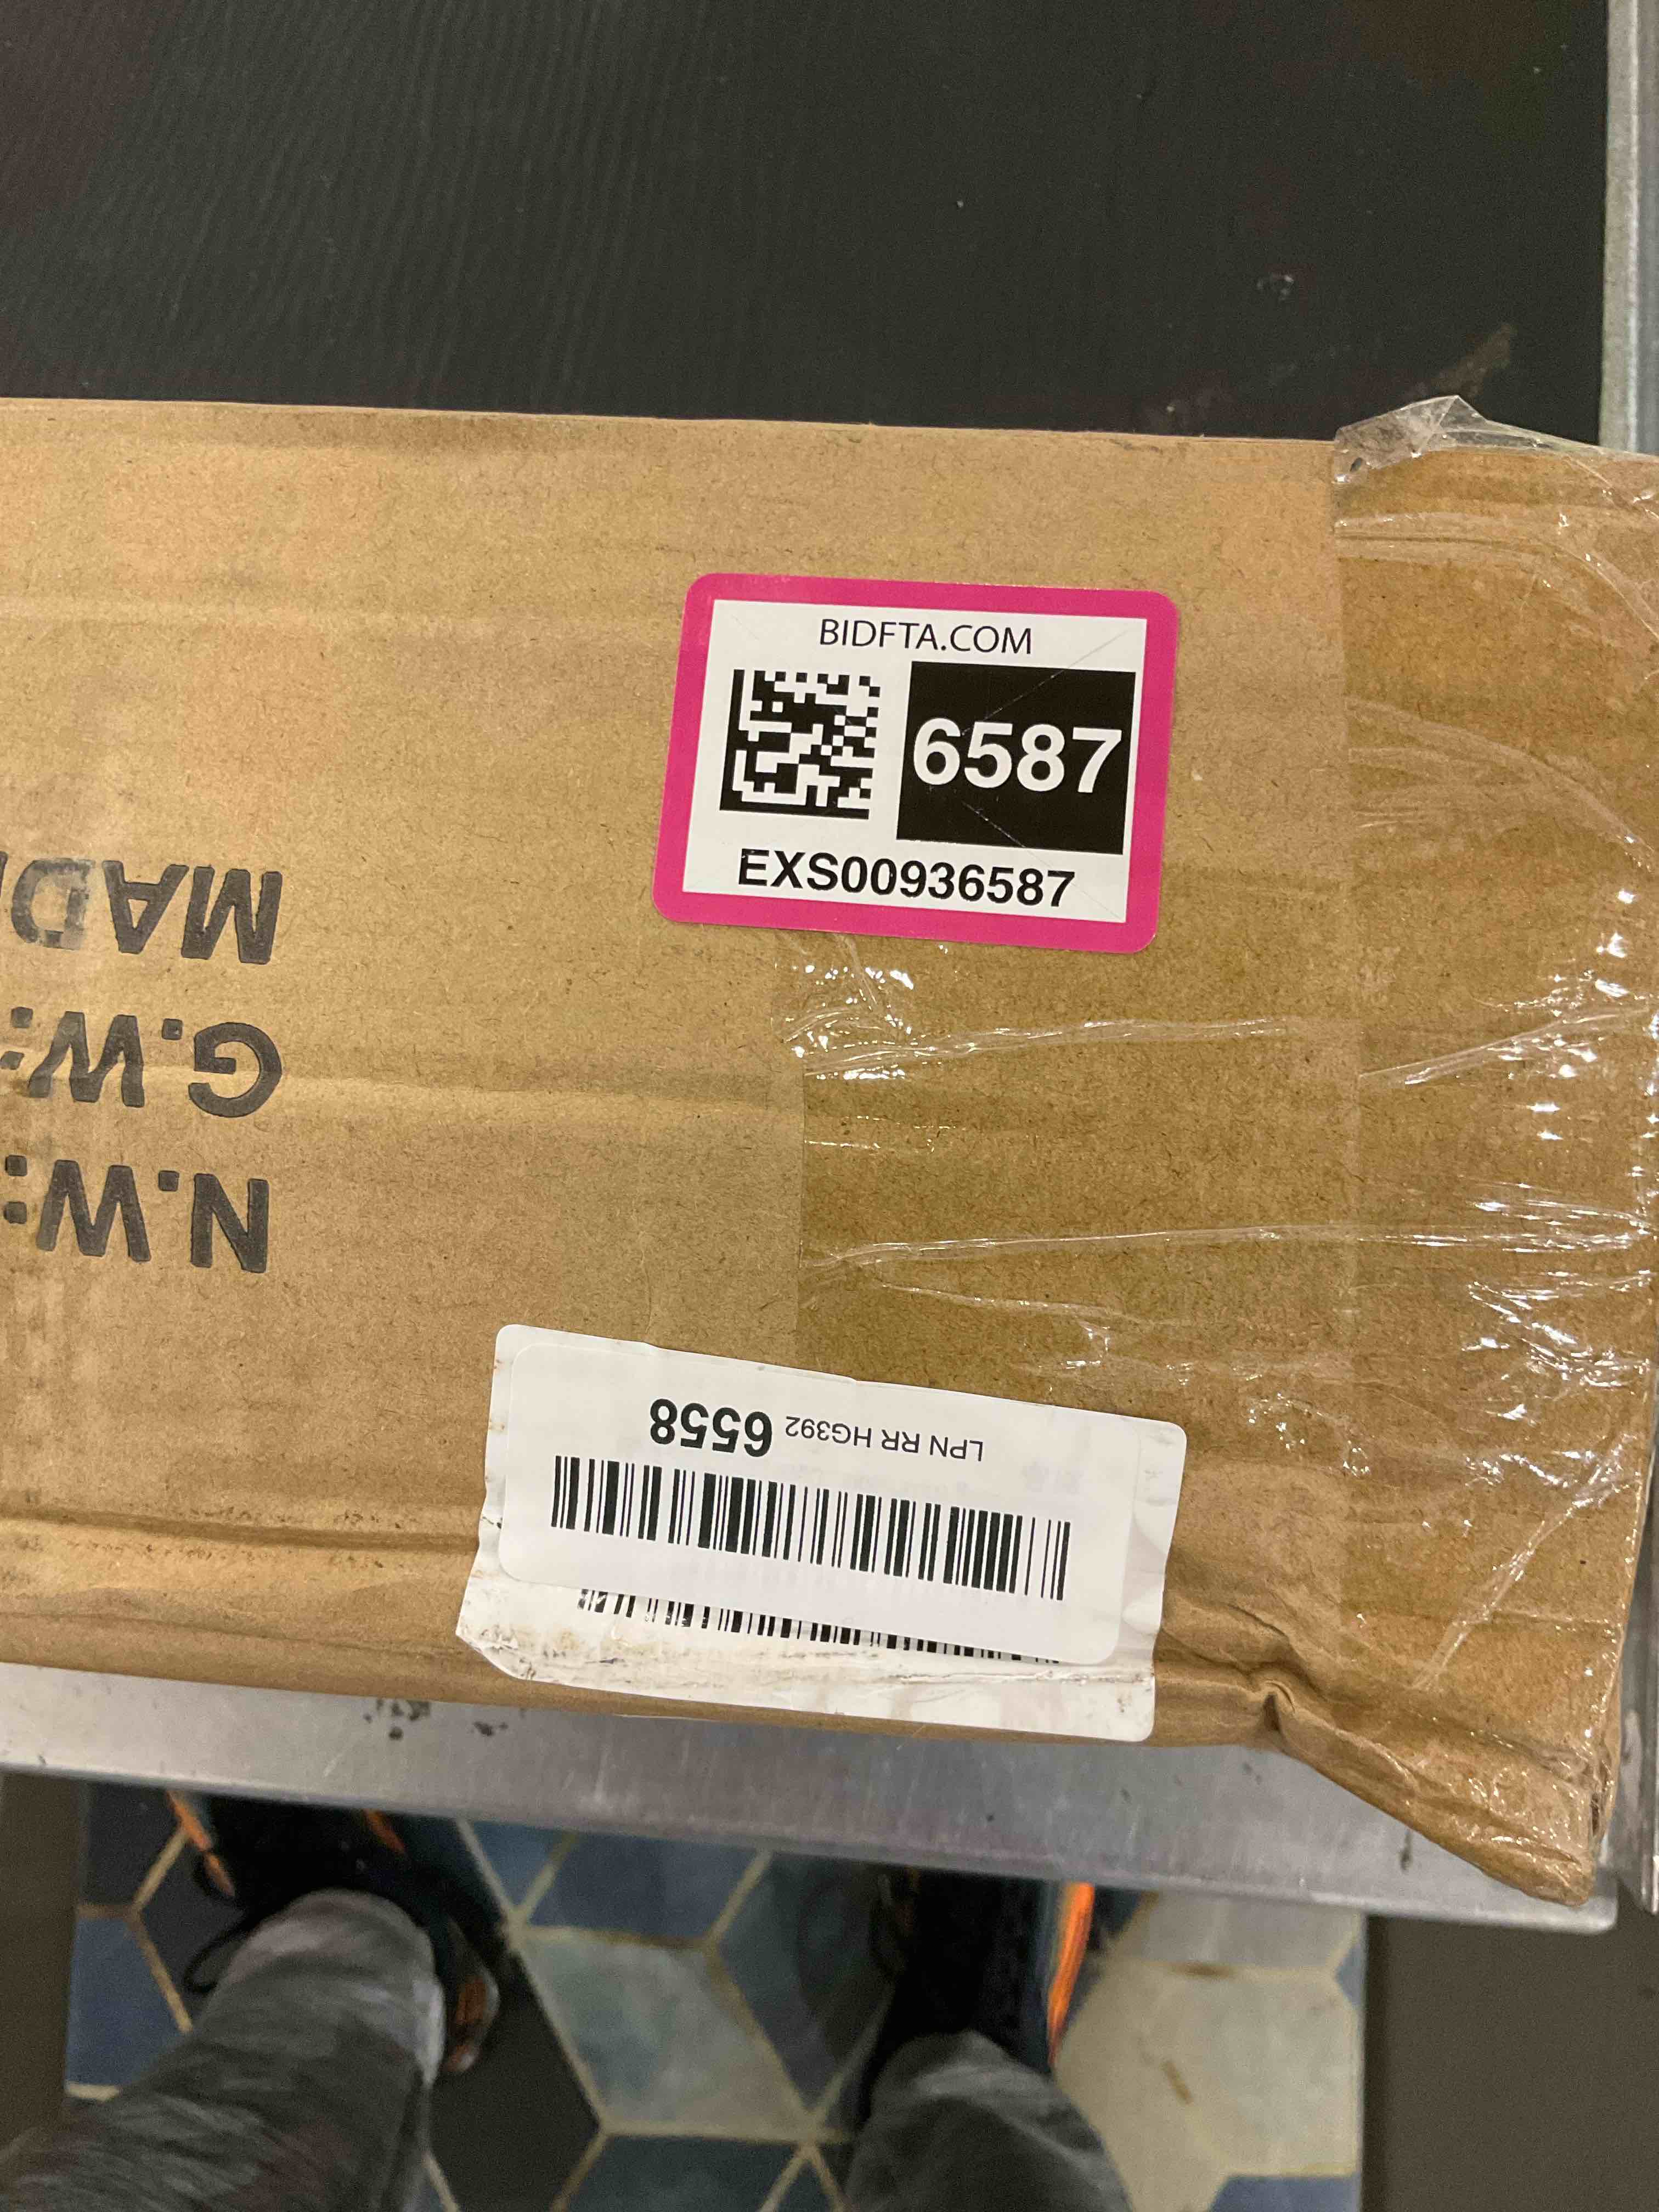 BIDFTA.COM
6587
EXS00936587
N.W:
G.W:
MAD
LPN RR HG392 6558